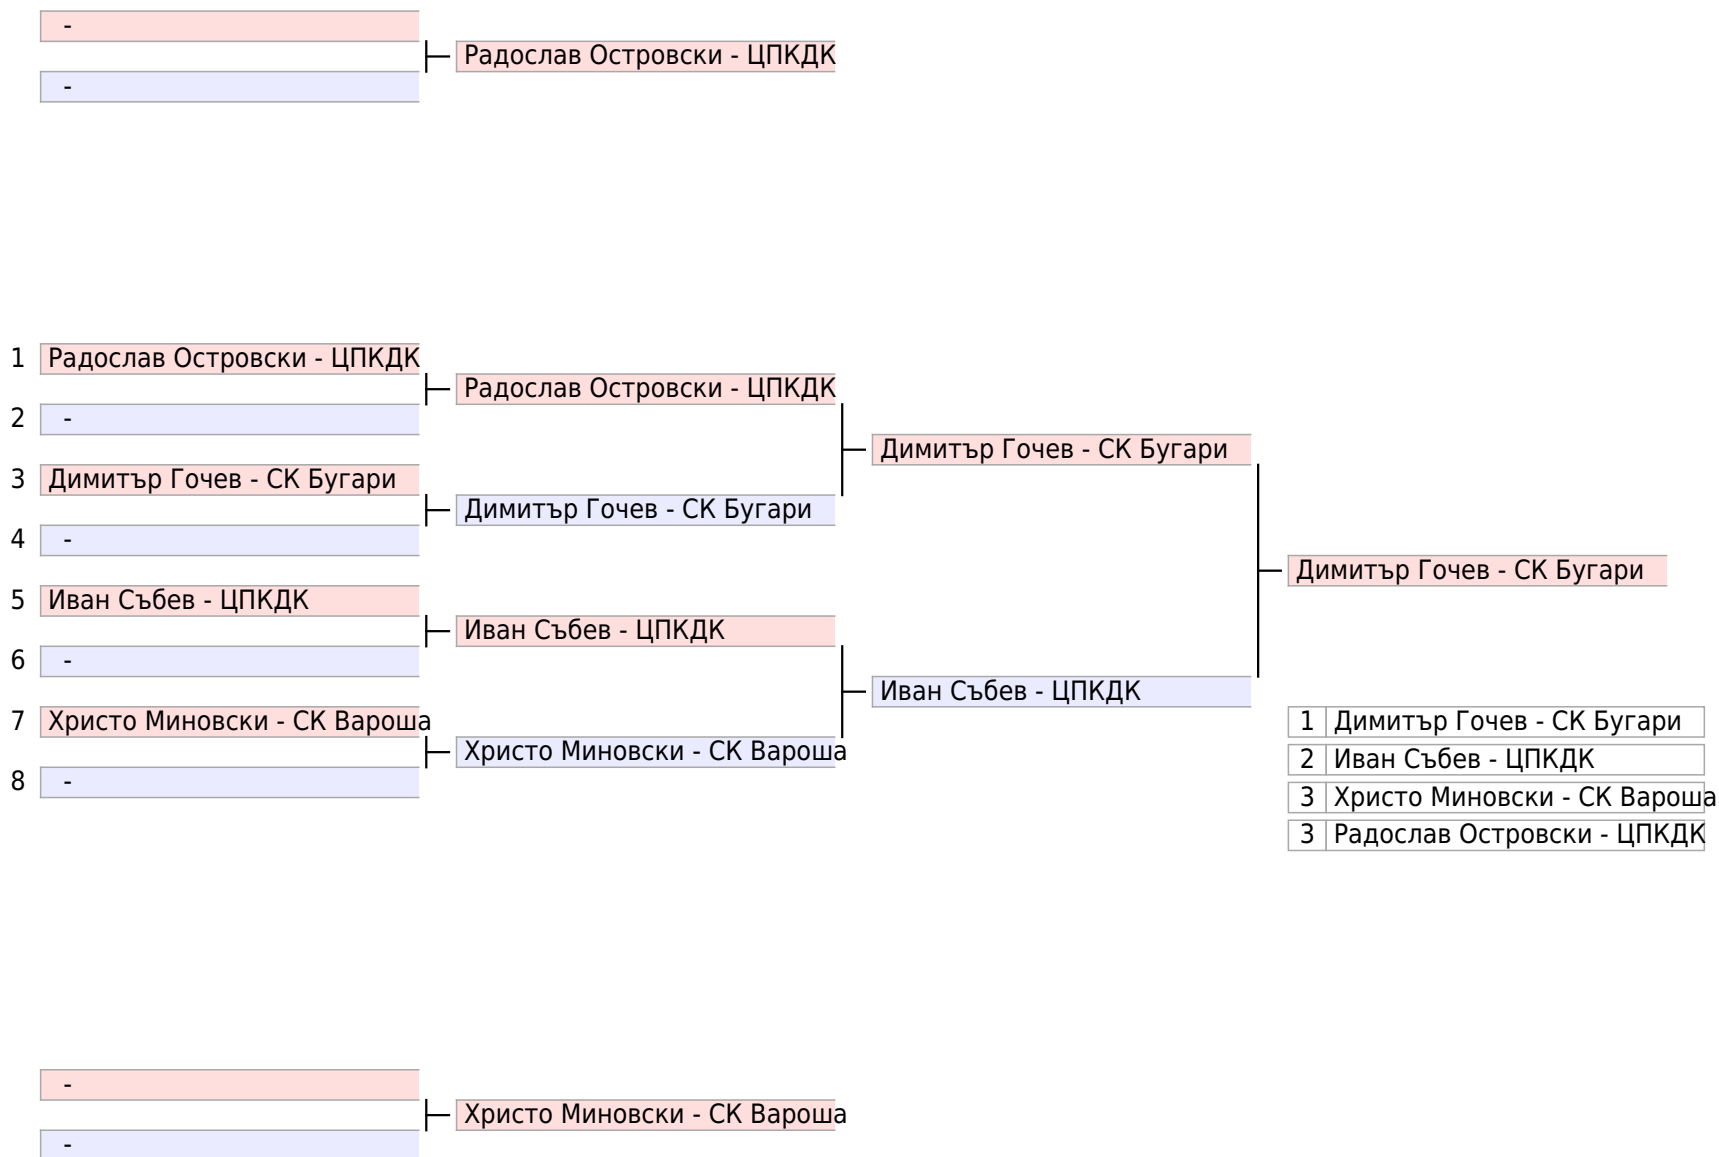 -
Радослав Островски - ЦПКДК
-
1 Радослав Островски - ЦПКДК
Радослав Островски - ЦПКДК
2 -
Димитър Гочев - СК Бугари
3 Димитър Гочев - СК Бугари
Димитър Гочев - СК Бугари
4 -
Димитър Гочев - СК Бугари
5 Иван Събев - ЦПКДК
Иван Събев - ЦПКДК
6 -
Иван Събев - ЦПКДК
7 Христо Миновски - СК Вароша
Христо Миновски - СК Вароша
8 -
1 Димитър Гочев - СК Бугари
2 Иван Събев - ЦПКДК
3 Христо Миновски - СК Вароша
3 Радослав Островски - ЦПКДК
-
Христо Миновски - СК Вароша
-